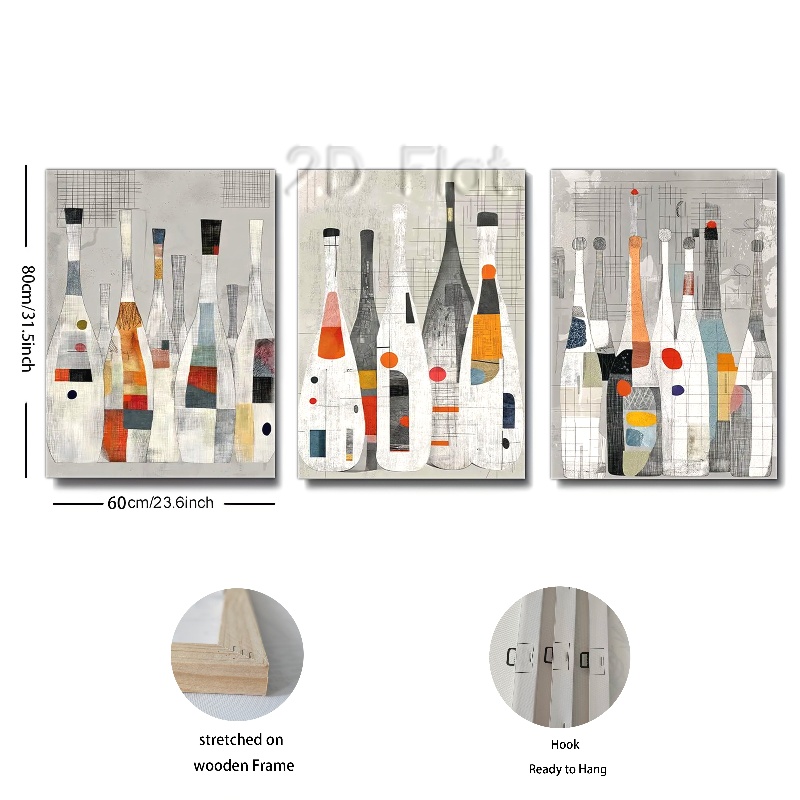 2D Flat
80cm/31.5inch
60cm/23.6inch
stretched on
wooden Frame
Hook
Ready to Hang